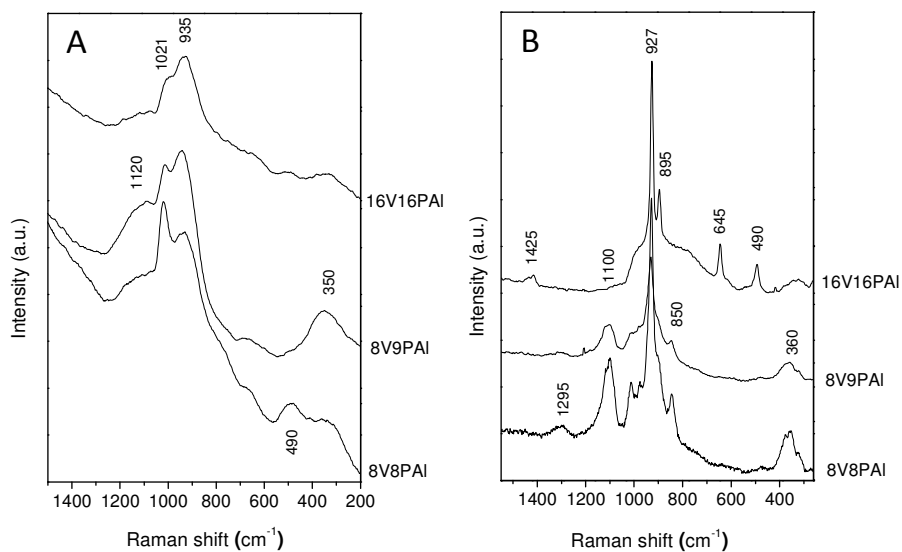 A
1021
935
1120
350
490
16V16PAl
8V9PAl
8V8PAl
Intensity (a.u.)
1400 1200 1000 800 600 400 200
Raman shift (cm⁻¹)
B
927
895
645
490
1425
1100
850
360
1295
16V16PAl
8V9PAl
8V8PAl
Intensity (a.u.)
1400 1200 1000 800 600 400
Raman shift (cm⁻¹)